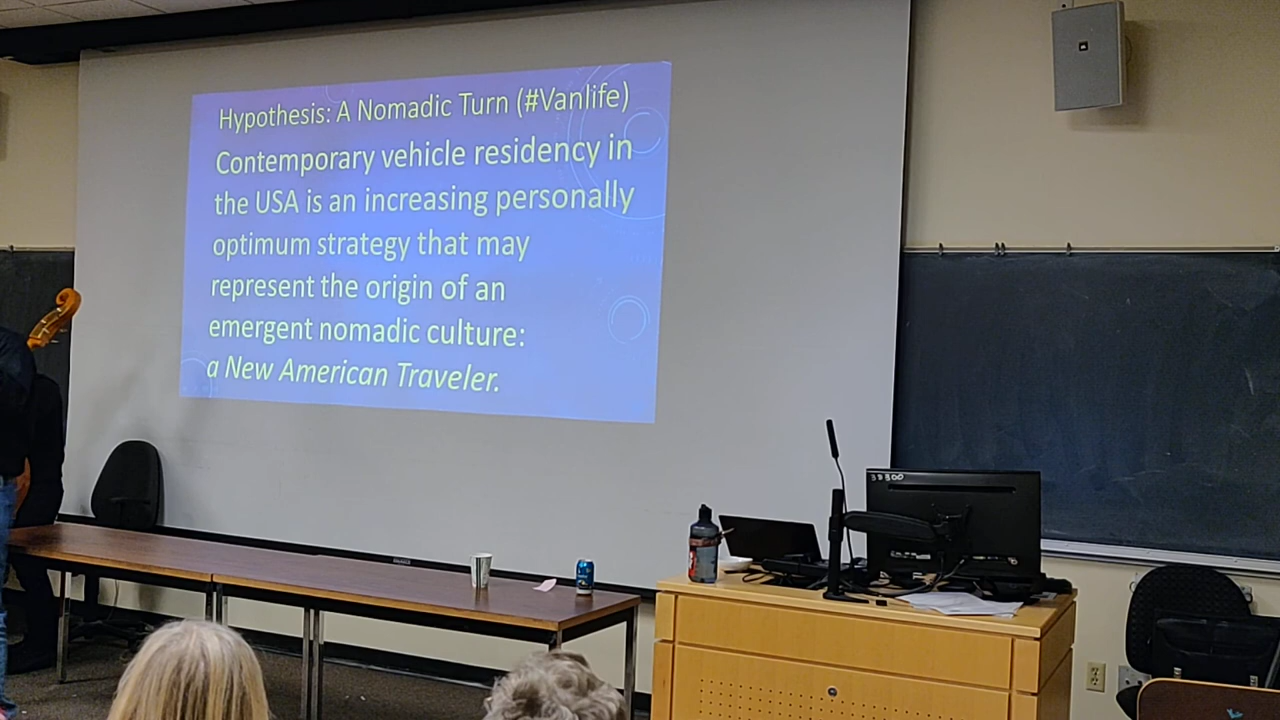 Hypothesis: A Nomadic Turn (#Vanlife)
Contemporary vehicle residency in
the USA is an increasing personally
optimum strategy that may
represent the origin of an
emergent nomadic culture:
a New American Traveler.